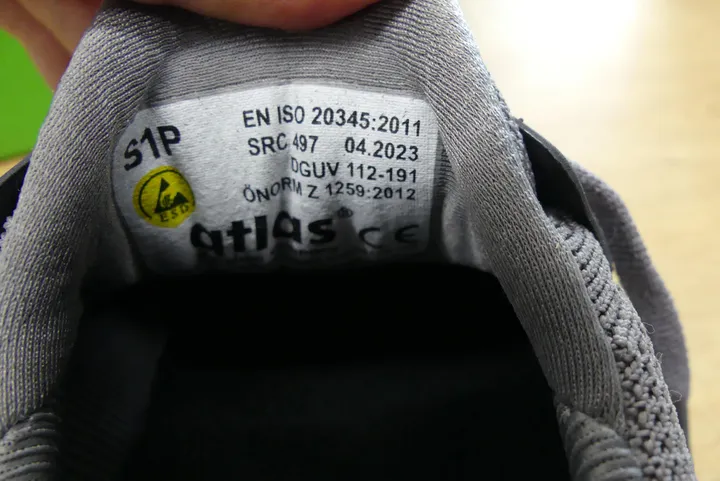 S1P
EN ISO 20345:2011
SRC 497 04.2023
DGUV 112-191
ÖNORM Z 1259:2012
ESD
atlas® CE